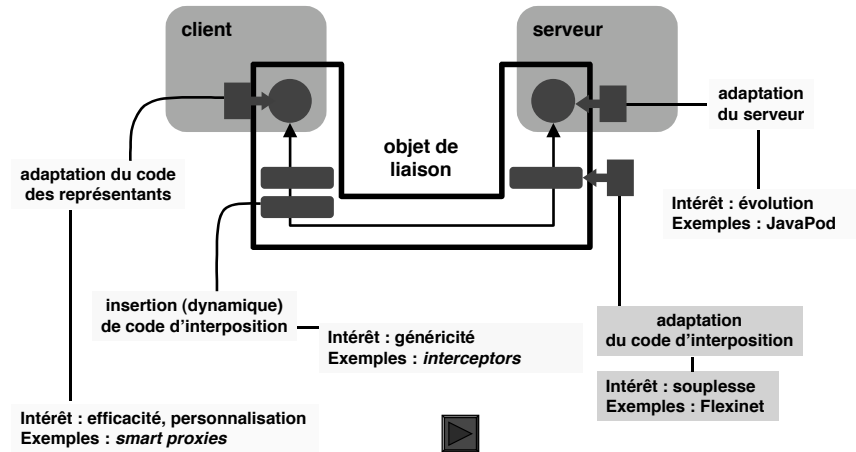 client
serveur
adaptation
du serveur
objet de
liaison
adaptation du code
des représentants
Intérêt : évolution
Exemples : JavaPod
insertion (dynamique)
de code d’interposition
Intérêt : généricité
Exemples : interceptors
adaptation
du code d’interposition
Intérêt : souplesse
Exemples : Flexinet
Intérêt : efficacité, personnalisation
Exemples : smart proxies